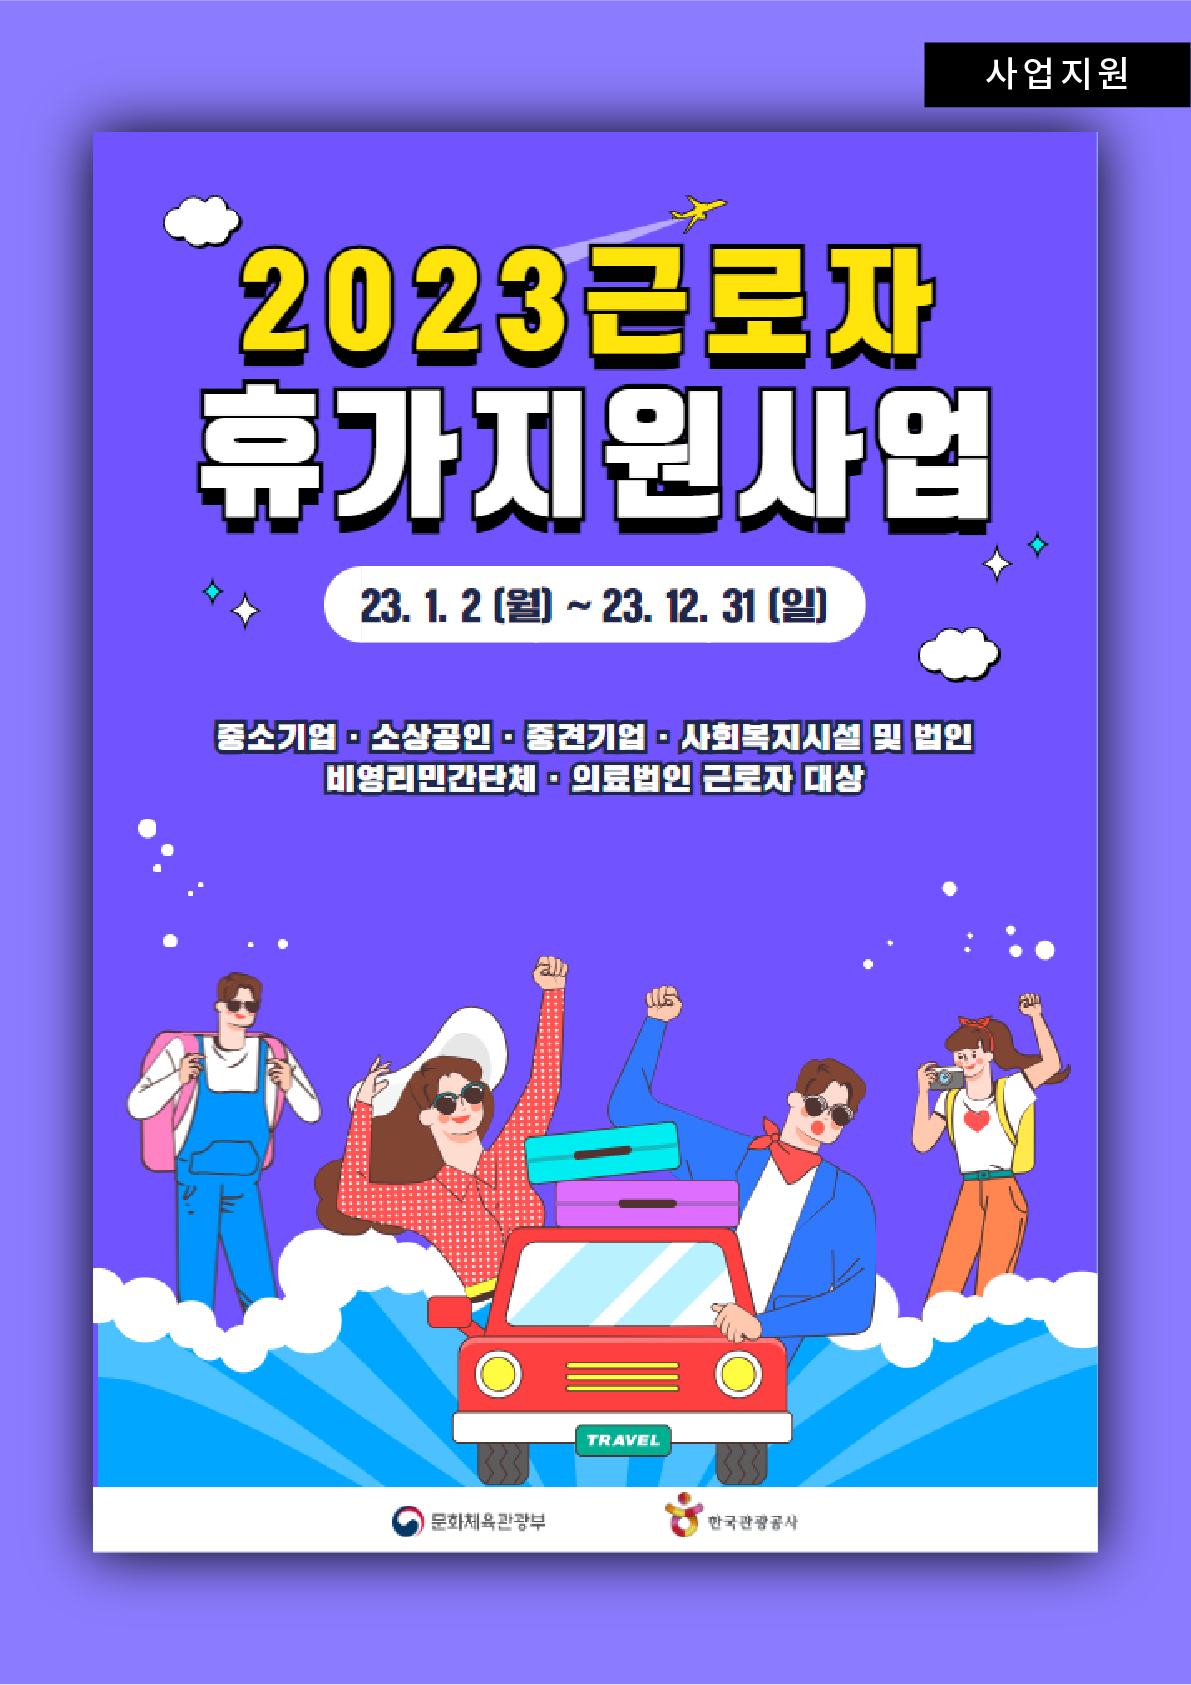 사업지원
2023근로자
휴가지원사업
23. 1. 2 (월) ~ 23. 12. 31 (일)
중소기업 · 소상공인 · 중견기업 · 사회복지시설 및 법인
비영리민간단체 · 의료법인 근로자 대상
TRAVEL
문화체육관광부
한국관광공사